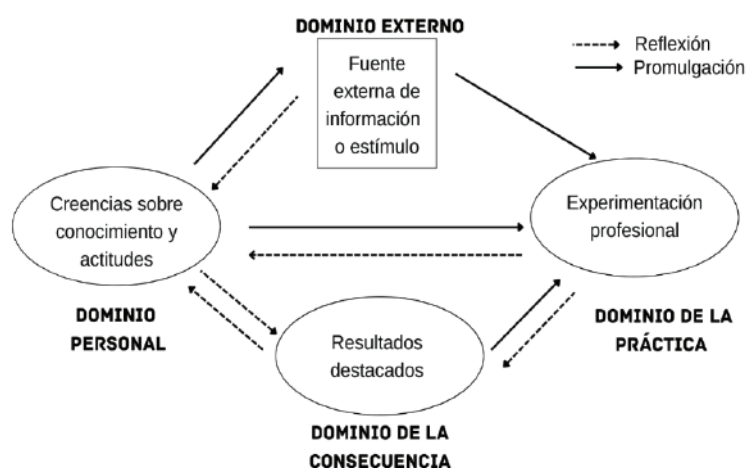 DOMINIO EXTERNO
Fuente
externa de
información
o estímulo
Reflexión
Promulgación
Creencias sobre
conocimiento y
actitudes
DOMINIO
PERSONAL
Experimentación
profesional
DOMINIO DE LA
PRÁCTICA
Resultados
destacados
DOMINIO DE LA
CONSECUENCIA